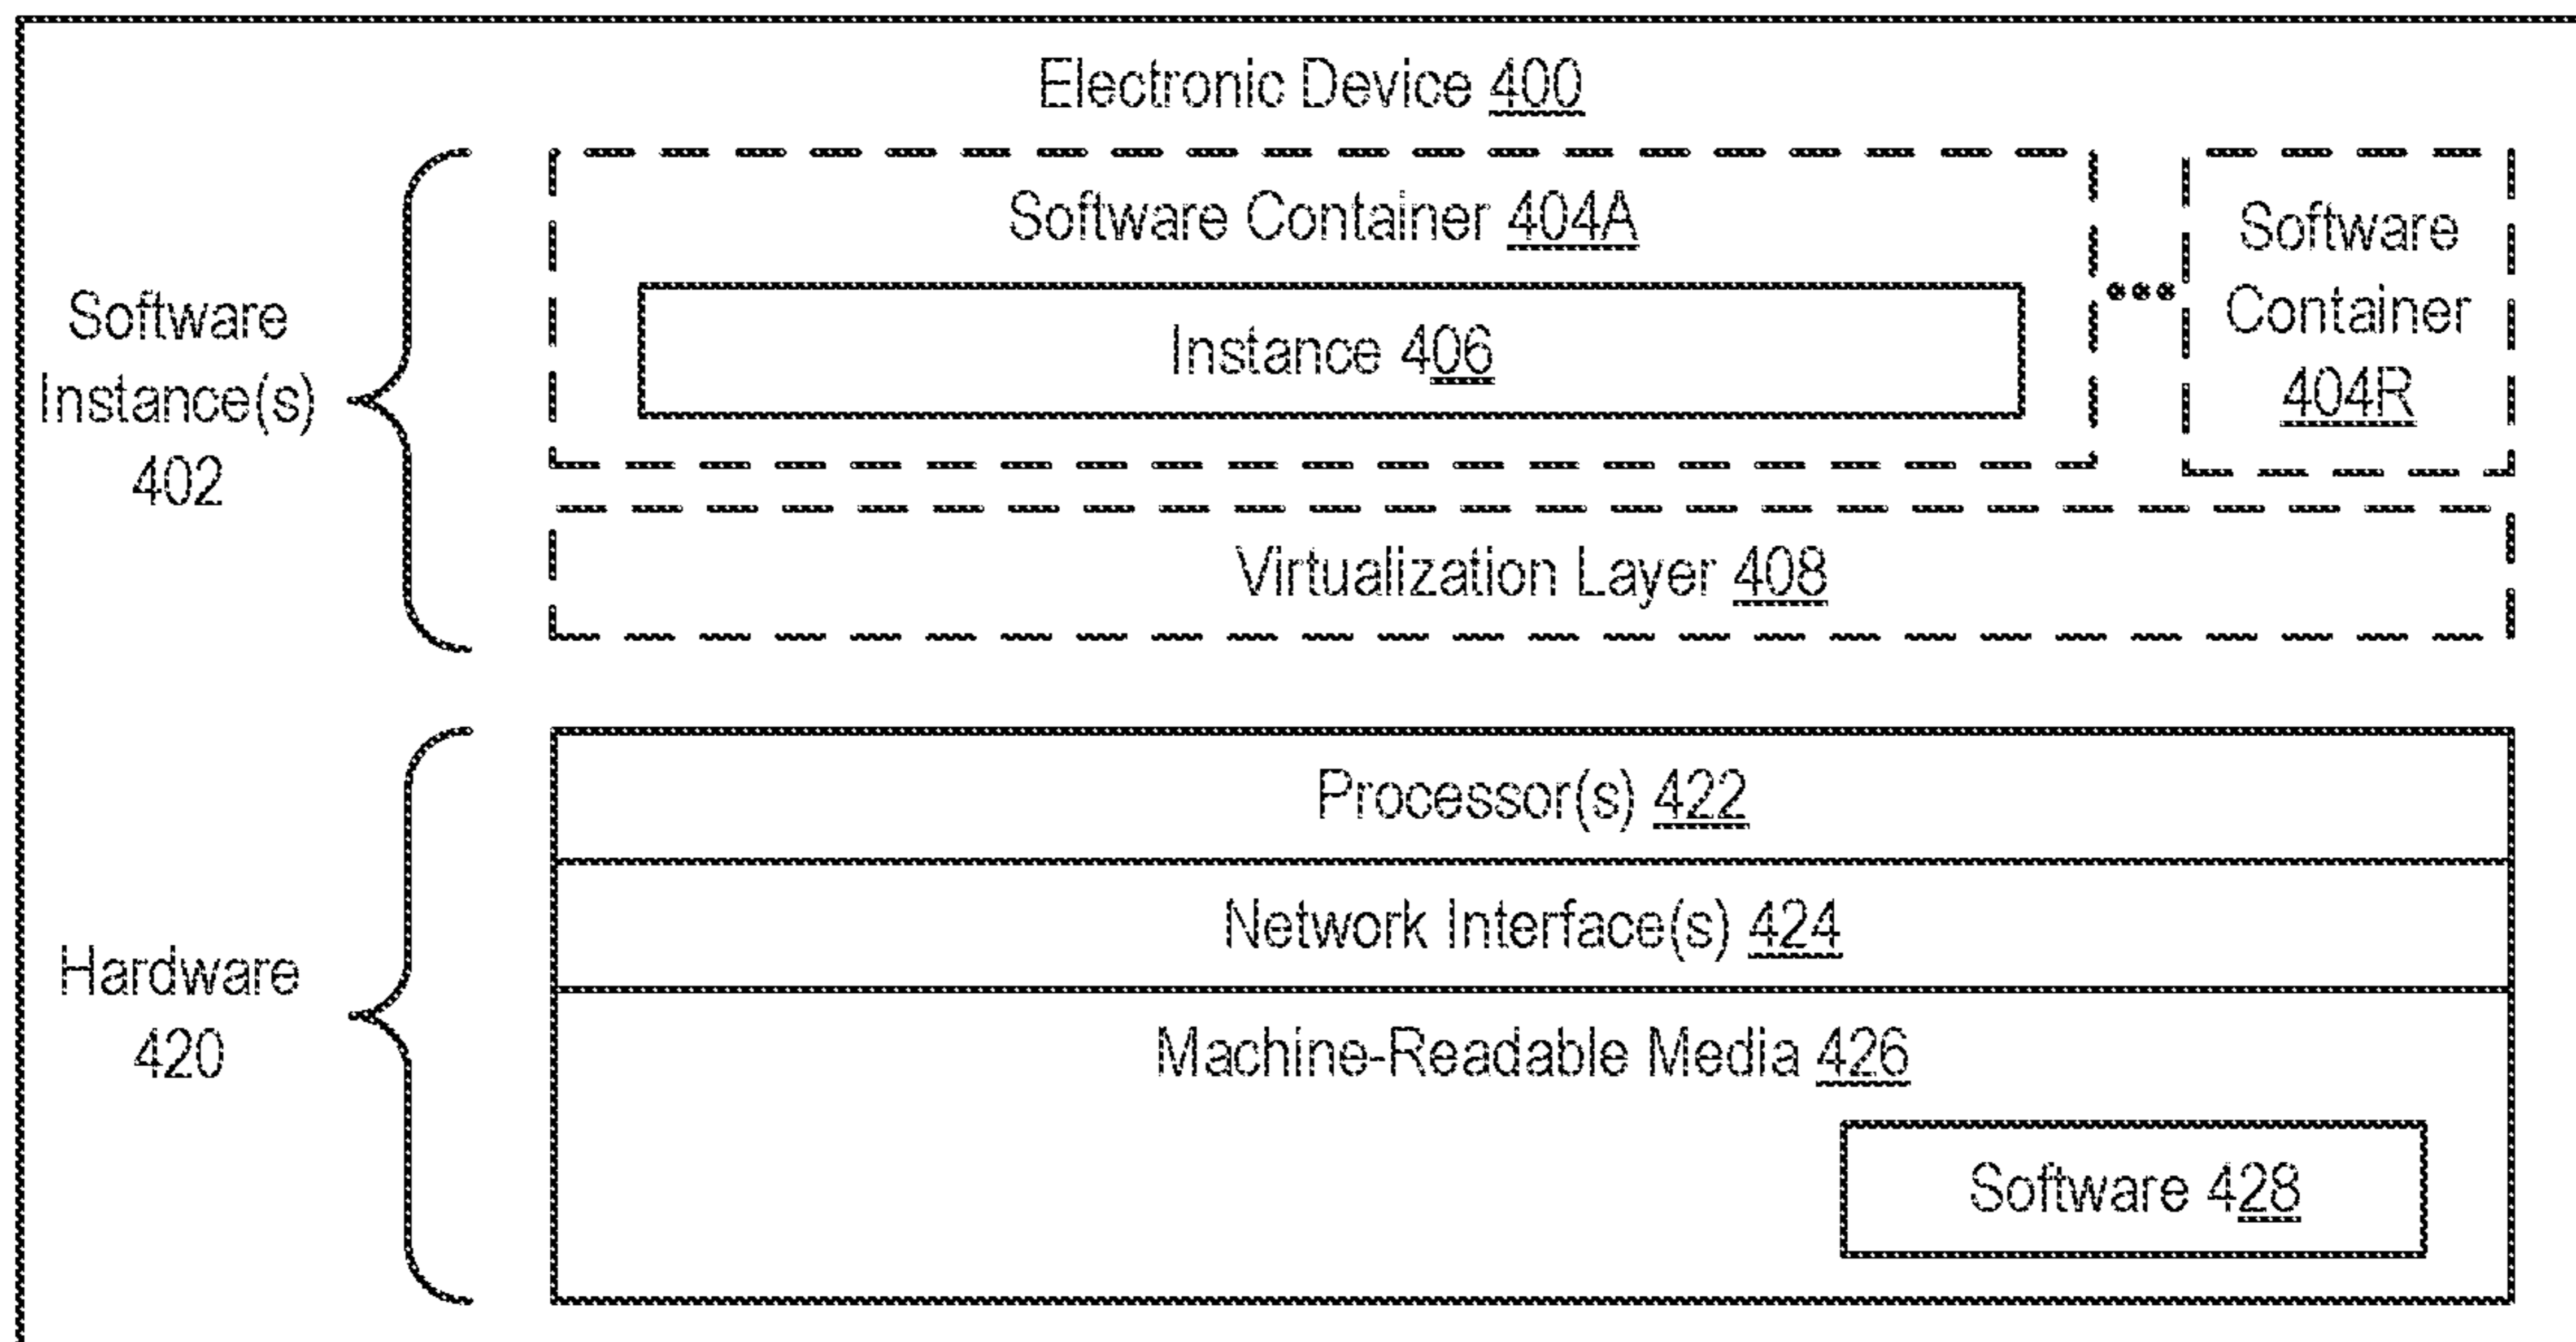 Electronic Device 400
Software Container 404A
Instance 406
Software
Container
404R
Software
Instance(s)
402
Virtualization Layer 408
Processor(s) 422
Network Interface(s) 424
Hardware
420
Machine-Readable Media 426
Software 428